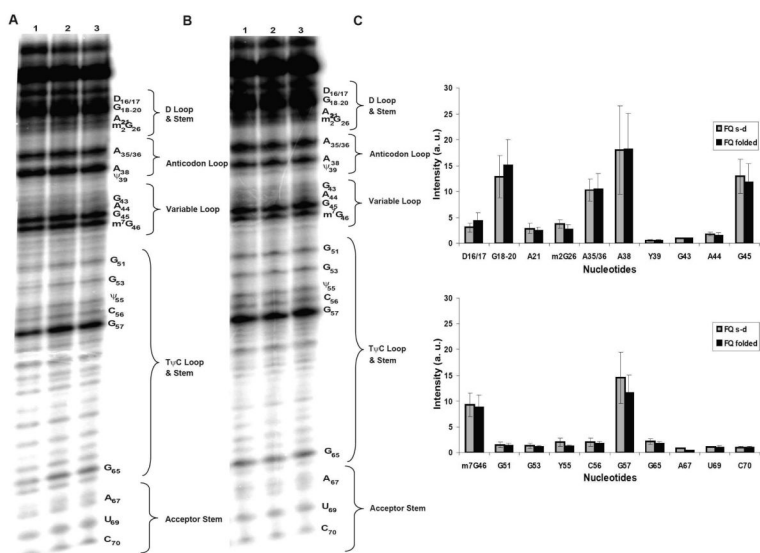 A
1 2 3
D16/17
G18-20
A21
m22G26
D Loop
& Stem
A35/36
A38
Ψ39
Anticodon Loop
G43
A44
G45
m7G46
Variable Loop
G51
G53
Ψ55
C56
G57
TψC Loop
& Stem
G65
A67
U69
C70
Acceptor Stem
B
1 2 3
D16/17
G18-20
m22G26
D Loop
& Stem
A35/36
A38
Ψ39
Anticodon Loop
G43
A44
G45
m7G46
Variable Loop
G51
G53
Ψ55
C56
G57
TψC Loop
& Stem
G65
A67
U69
C70
Acceptor Stem
C
Intensity (a. u.)
30
25
20
15
10
5
0
FQ s-d
FQ folded
D16/17 G18-20 A21 m2G26 A35/36 A38 Y39 G43 A44 G45
Nucleotides
Intensity (a. u.)
30
25
20
15
10
5
0
FQ s-d
FQ folded
m7G46 G51 G53 Y55 C56 G57 G65 A67 U69 C70
Nucleotides